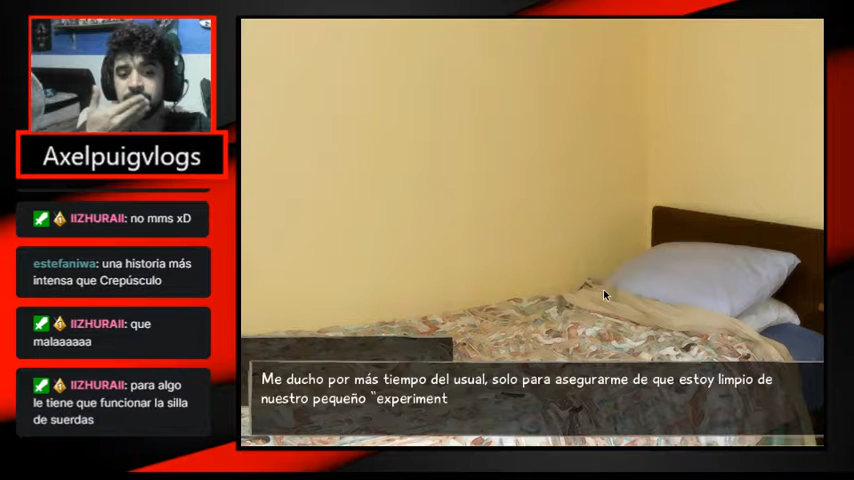 Axelpuigvlogs
IIZHURAII: no mms xD
estefaniwa: una historia más
intensa que Crepúsculo
IIZHURAII: que
malaaaaaa
IIZHURAII: para algo
le tiene que funcionar la silla
de suerdas
Me ducho por más tiempo del usual, solo para asegurarme de que estoy limpio de
nuestro pequeño "experiment